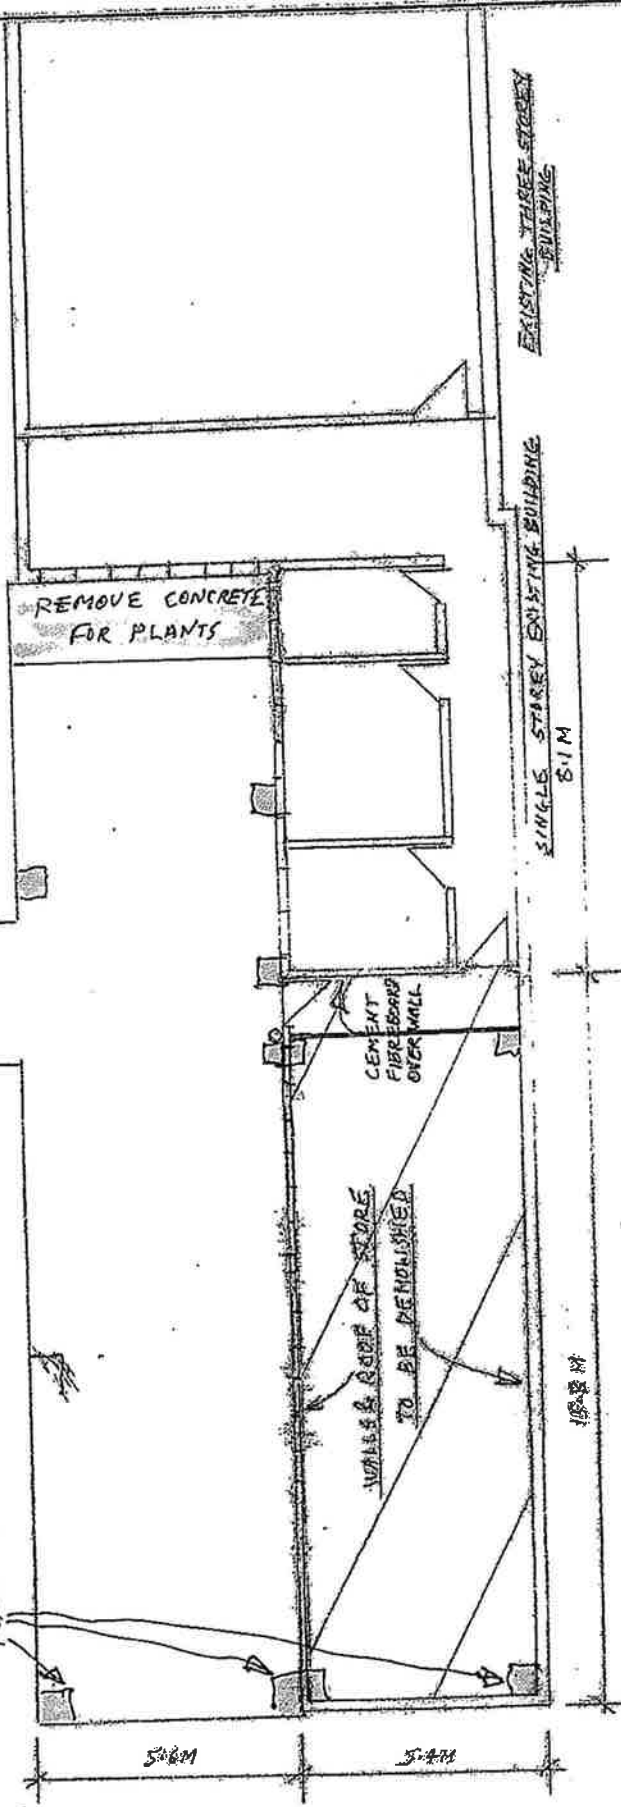 EXISTING THREE STOREY
BUILDING
SINGLE STOREY EXISTING BUILDING
8.1 M
REMOVE CONCRETE
FOR PLANTS
CEMENT
FIBREBOARD
OVER WALL
WALLS & ROOF OF STORE
TO BE DEMOLISHED
5.6M
5.4M